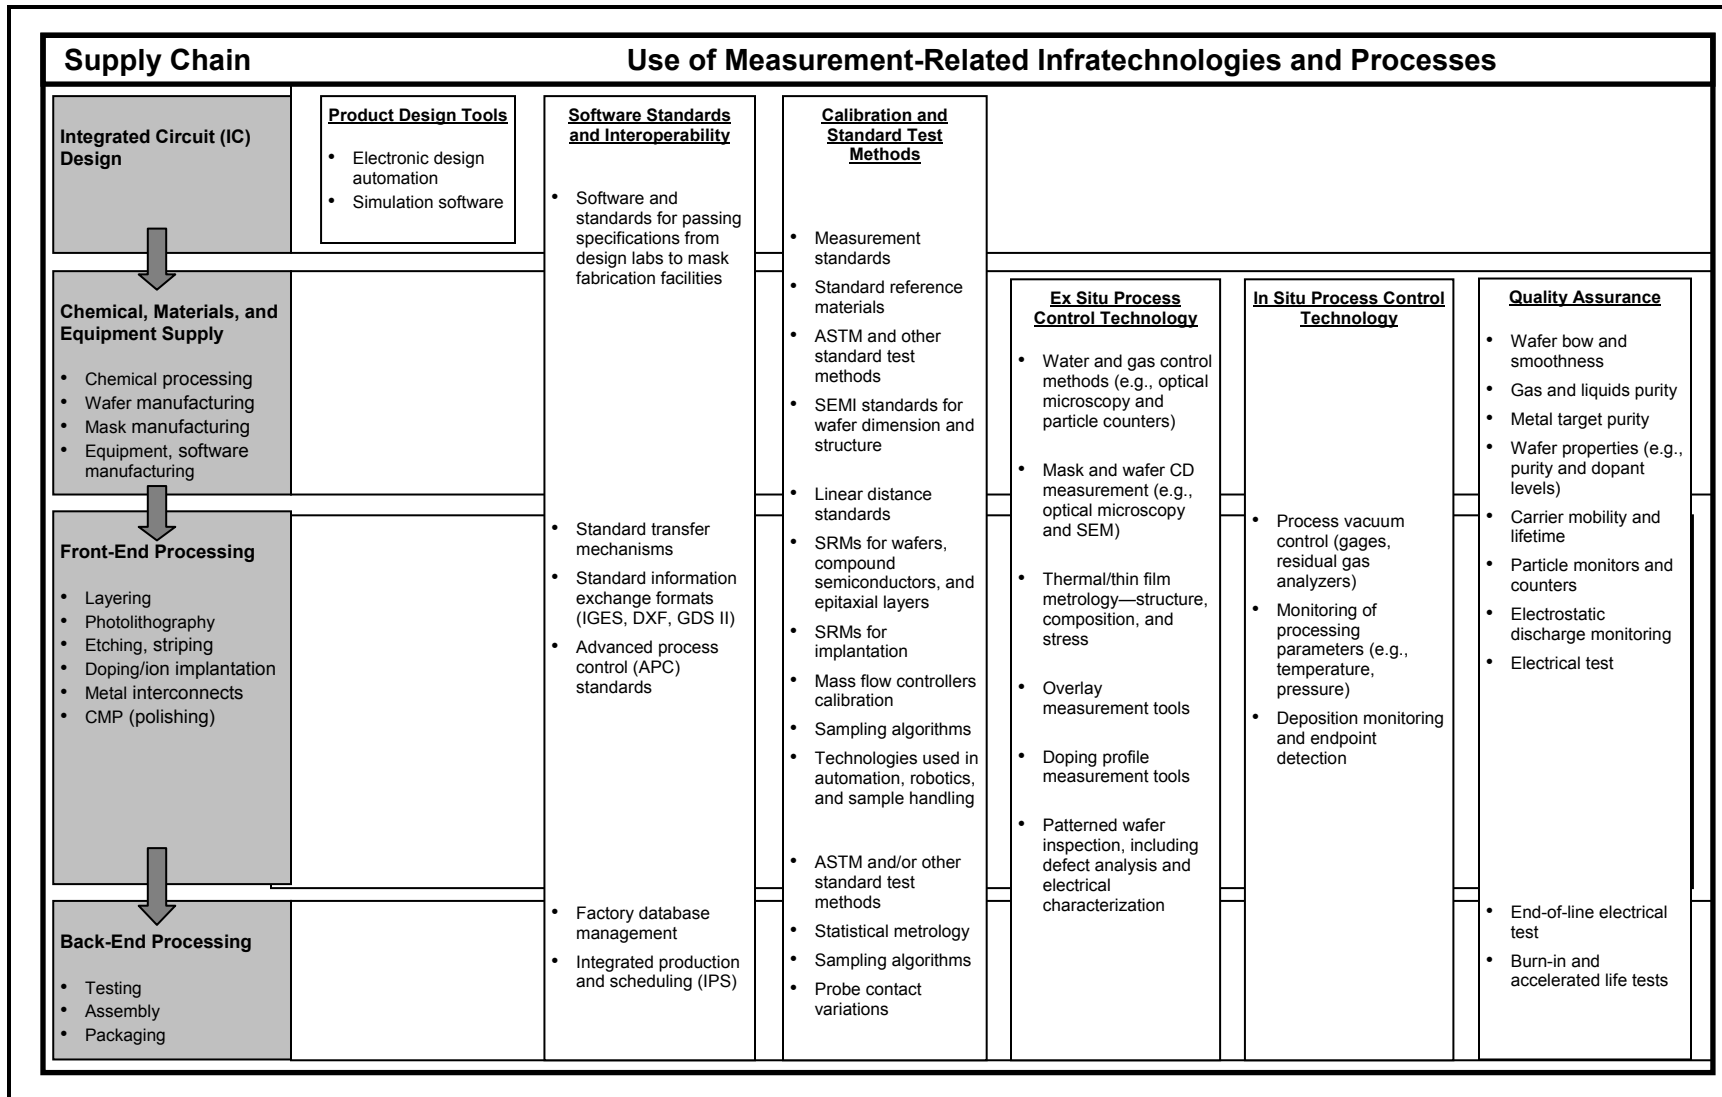 Supply Chain
Use of Measurement-Related Infratechnologies and Processes
Integrated Circuit (IC)
Design
Chemical, Materials, and
Equipment Supply
• Chemical processing
• Wafer manufacturing
• Mask manufacturing
• Equipment, software
manufacturing
Front-End Processing
• Layering
• Photolithography
• Etching, striping
• Doping/ion implantation
• Metal interconnects
• CMP (polishing)
Back-End Processing
• Testing
• Assembly
• Packaging
Product Design Tools
• Electronic design
automation
• Simulation software
Software Standards
and Interoperability
• Software and
standards for passing
specifications from
design labs to mask
fabrication facilities
• Standard transfer
mechanisms
• Standard information
exchange formats
(IGES, DXF, GDS II)
• Advanced process
control (APC)
standards
• Factory database
management
• Integrated production
and scheduling (IPS)
Calibration and
Standard Test
Methods
• Measurement
standards
• Standard reference
materials
• ASTM and other
standard test
methods
• SEMI standards for
wafer dimension and
structure
• Linear distance
standards
• SRMs for wafers,
compound
semiconductors, and
epitaxial layers
• SRMs for
implantation
• Mass flow controllers
calibration
• Sampling algorithms
• Technologies used in
automation, robotics,
and sample handling
• ASTM and/or other
standard test
methods
• Statistical metrology
• Sampling algorithms
• Probe contact
variations
Ex Situ Process
Control Technology
• Water and gas control
methods (e.g., optical
microscopy and
particle counters)
• Mask and wafer CD
measurement (e.g.,
optical microscopy
and SEM)
• Thermal/thin film
metrology—structure,
composition, and
stress
• Overlay
measurement tools
• Doping profile
measurement tools
• Patterned wafer
inspection, including
defect analysis and
electrical
characterization
In Situ Process Control
Technology
• Process vacuum
control (gages,
residual gas
analyzers)
• Monitoring of
processing
parameters (e.g.,
temperature,
pressure)
• Deposition monitoring
and endpoint
detection
Quality Assurance
• Wafer bow and
smoothness
• Gas and liquids purity
• Metal target purity
• Wafer properties (e.g.,
purity and dopant
levels)
• Carrier mobility and
lifetime
• Particle monitors and
counters
• Electrostatic
discharge monitoring
• Electrical test
• End-of-line electrical
test
• Burn-in and
accelerated life tests